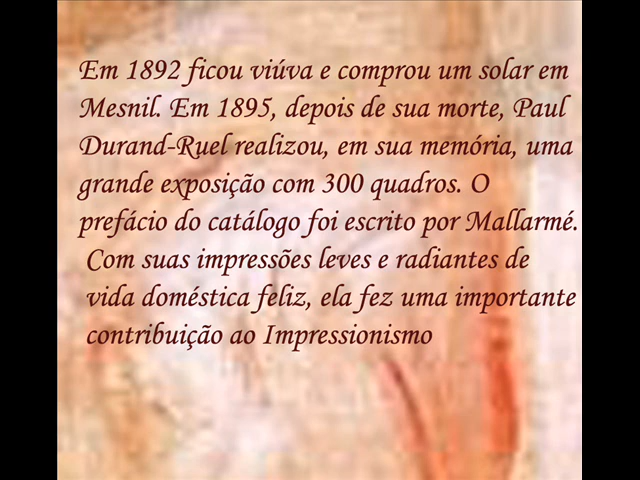 Em 1892 ficou viúva e comprou um solar em
Mesnil. Em 1895, depois de sua morte, Paul
Durand-Ruel realizou, em sua memória, uma
grande exposição com 300 quadros. O
prefácio do catálogo foi escrito por Mallarmé.
Com suas impressões leves e radiantes de
vida doméstica feliz, ela fez uma importante
contribuição ao Impressionismo